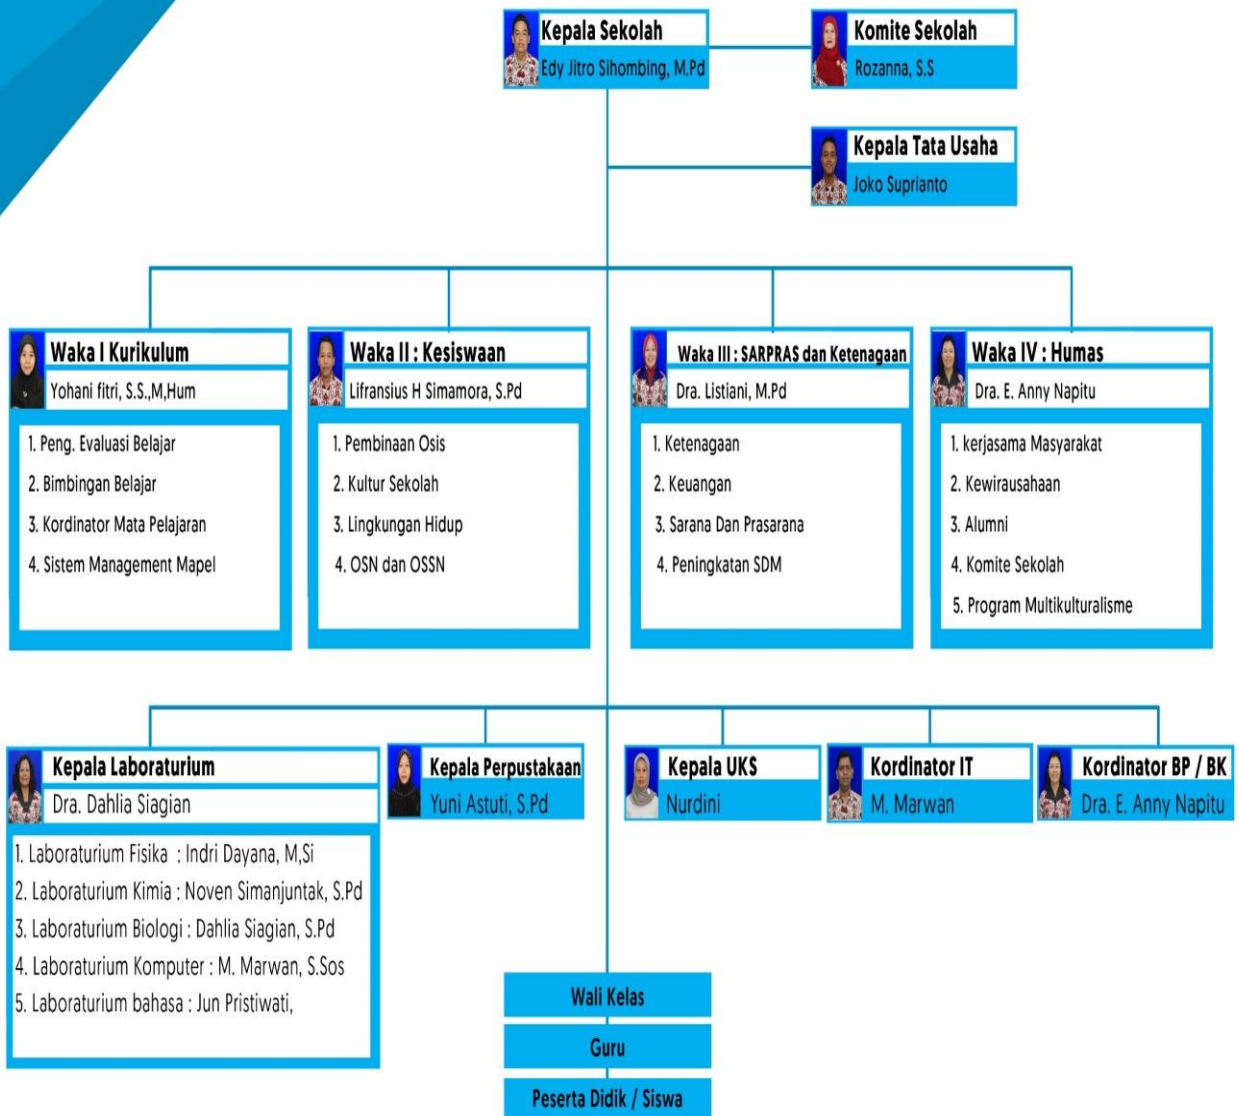 Kepala Sekolah
Edy Jitro Sihombing, M.Pd
Komite Sekolah
Rozanna, S.S
Kepala Tata Usaha
Joko Suprianto
Waka I Kurikulum
Yohani fitri, S.S.,M,Hum
1. Peng. Evaluasi Belajar
2. Bimbingan Belajar
3. Kordinator Mata Pelajaran
4. Sistem Management Mapel
Waka II : Kesiswaan
Lifransius H Simamora, S.Pd
1. Pembinaan Osis
2. Kultur Sekolah
3. Lingkungan Hidup
4. OSN dan OSSN
Waka III : SARPRAS dan Ketenagaan
Dra. Listiani, M.Pd
1. Ketenagaan
2. Keuangan
3. Sarana Dan Prasarana
4. Peningkatan SDM
Waka IV : Humas
Dra. E. Anny Napitu
1. kerjasama Masyarakat
2. Kewirausahaan
3. Alumni
4. Komite Sekolah
5. Program Multikulturalisme
Kepala Laboraturium
Dra. Dahlia Siagian
1. Laboraturium Fisika : Indri Dayana, M,Si
2. Laboraturium Kimia : Noven Simanjuntak, S.Pd
3. Laboraturium Biologi : Dahlia Siagian, S.Pd
4. Laboraturium Komputer : M. Marwan, S.Sos
5. Laboraturium bahasa : Jun Pristiwati,
Kepala Perpustakaan
Yuni Astuti, S.Pd
Kepala UKS
Nurdini
Kordinator IT
M. Marwan
Kordinator BP / BK
Dra. E. Anny Napitu
Wali Kelas
Guru
Peserta Didik / Siswa